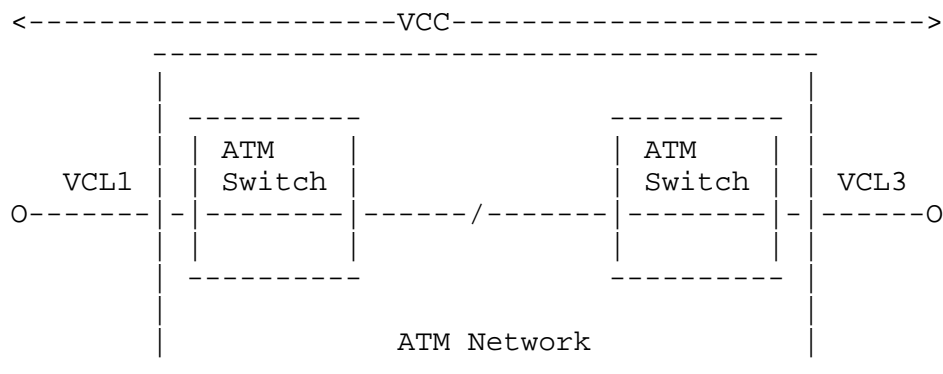 VCC
ATM ATM
VCL1 Switch Switch VCL3
O O
ATM Network